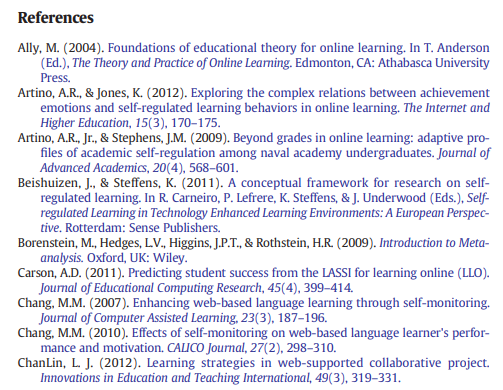 References
Ally, M. (2004). Foundations of educational theory for online learning. In T. Anderson
(Ed.), The Theory and Practice of Online Learning. Edmonton, CA: Athabasca University
Press.
Artino, A.R., & Jones, K. (2012). Exploring the complex relations between achievement
emotions and self-regulated learning behaviors in online learning. The Internet and
Higher Education, 15(3), 170–175.
Artino, A.R., Jr., & Stephens, J.M. (2009). Beyond grades in online learning: adaptive pro-
files of academic self-regulation among naval academy undergraduates. Journal of
Advanced Academics, 20(4), 568–601.
Beishuizen, J., & Steffens, K. (2011). A conceptual framework for research on self-
regulated learning. In R. Carneiro, P. Lefrere, K. Steffens, & J. Underwood (Eds.), Self-
regulated Learning in Technology Enhanced Learning Environments: A European Perspec-
tive. Rotterdam: Sense Publishers.
Borenstein, M., Hedges, L.V., Higgins, J.P.T., & Rothstein, H.R. (2009). Introduction to Meta-
analysis. Oxford, UK: Wiley.
Carson, A.D. (2011). Predicting student success from the LASSI for learning online (LLO).
Journal of Educational Computing Research, 45(4), 399–414.
Chang, M.M. (2007). Enhancing web-based language learning through self-monitoring.
Journal of Computer Assisted Learning, 23(3), 187–196.
Chang, M.M. (2010). Effects of self-monitoring on web-based language learner's perfor-
mance and motivation. CALICO Journal, 27(2), 298–310.
ChanLin, L. J. (2012). Learning strategies in web-supported collaborative project.
Innovations in Education and Teaching International, 49(3), 319–331.